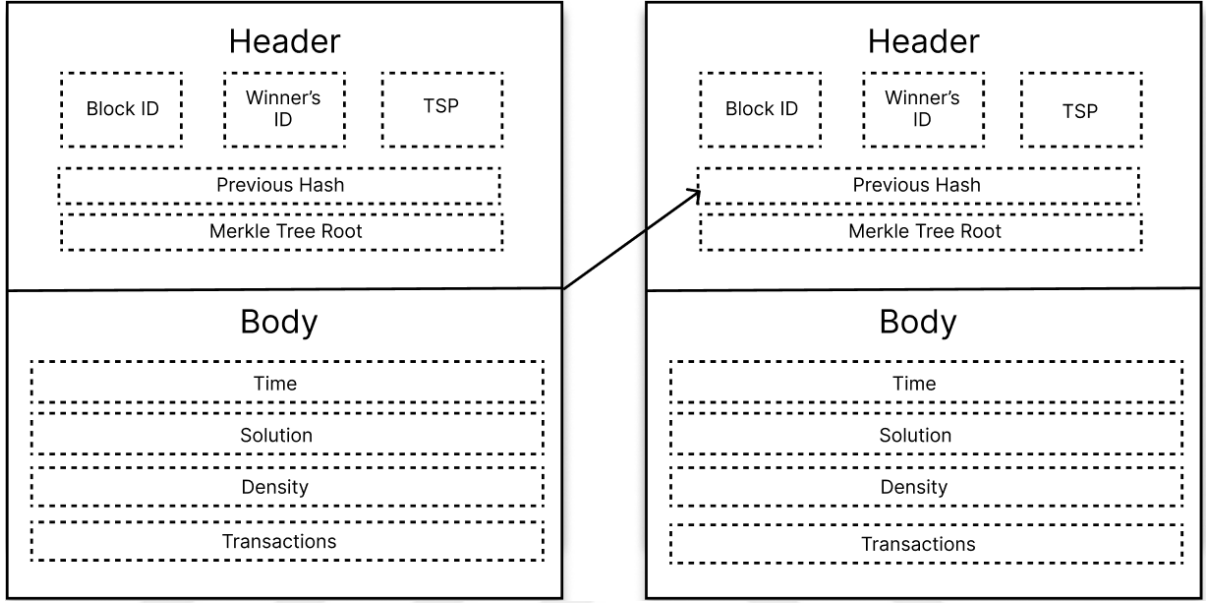 Header
Block ID
Winner's
ID
TSP
Previous Hash
Merkle Tree Root
Body
Time
Solution
Density
Transactions
Header
Block ID
Winner's
ID
TSP
Previous Hash
Merkle Tree Root
Body
Time
Solution
Density
Transactions